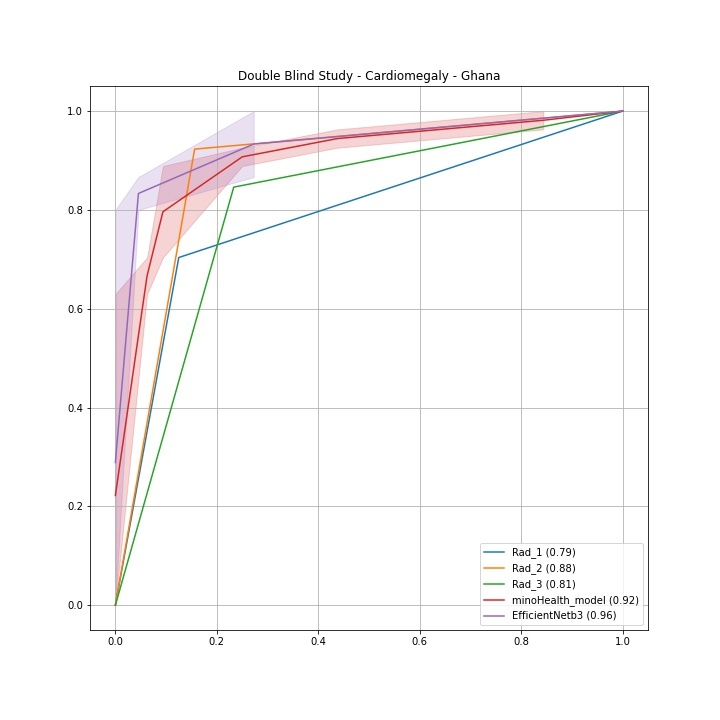 Double Blind Study - Cardiomegaly - Ghana
1.0
0.8
0.6
0.4
0.2
0.0
0.0 0.2 0.4 0.6 0.8 1.0
Rad_1 (0.79)
Rad_2 (0.88)
Rad_3 (0.81)
minoHealth_model (0.92)
EfficientNetb3 (0.96)